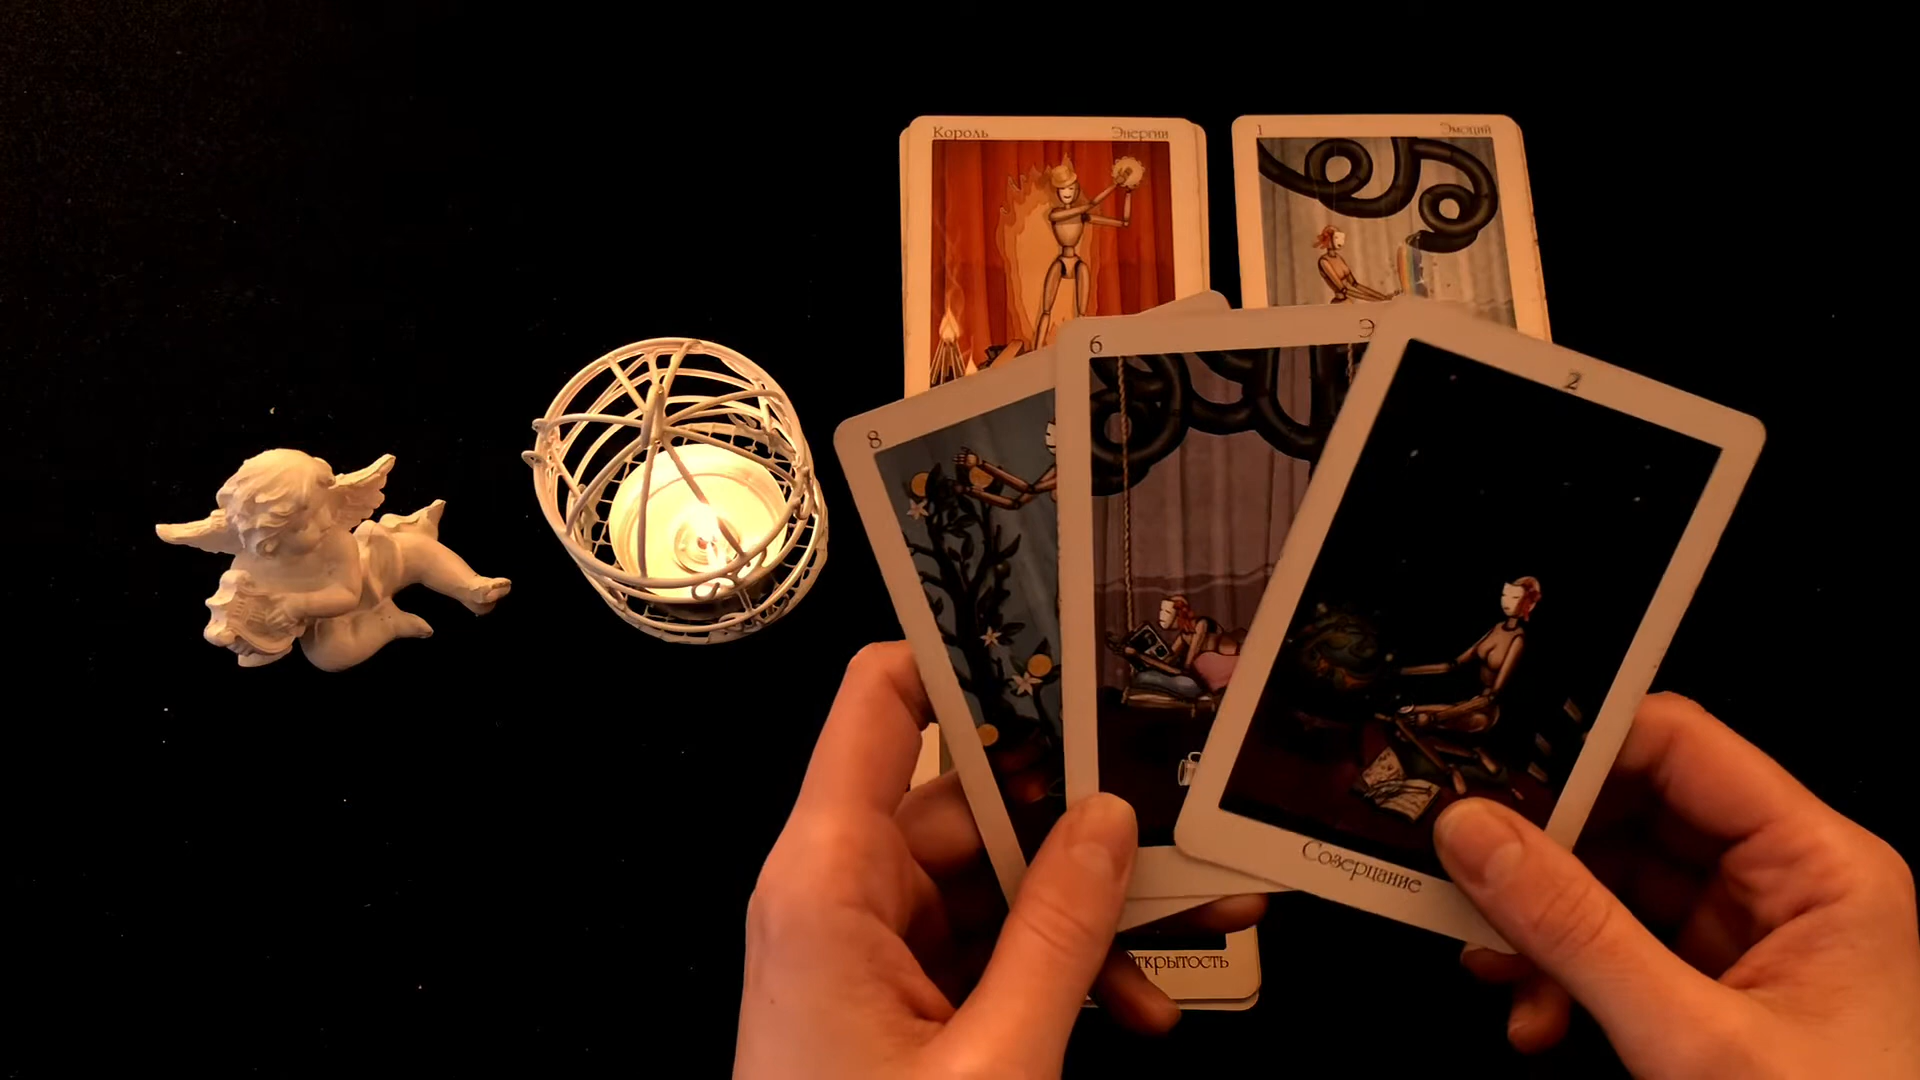 Король Энергии
1 Эмоций
6 Э
8
2
Созерцание
ткрытость